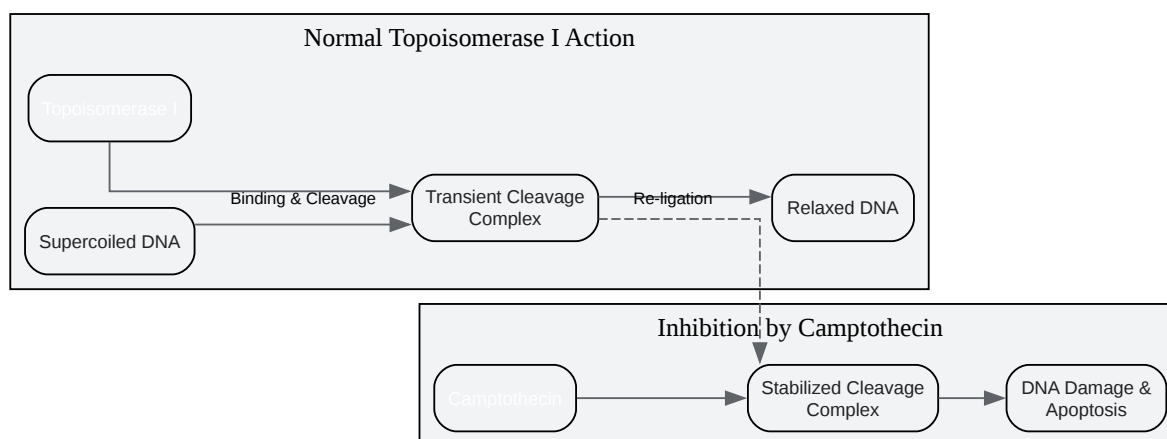 Normal Topoisomerase I Action
Topoisomerase I
Binding & Cleavage
Transient Cleavage
Complex
Re-ligation
Relaxed DNA
Supercoiled DNA
Inhibition by Camptothecin
Camptothecin
Stabilized Cleavage
Complex
DNA Damage &
Apoptosis